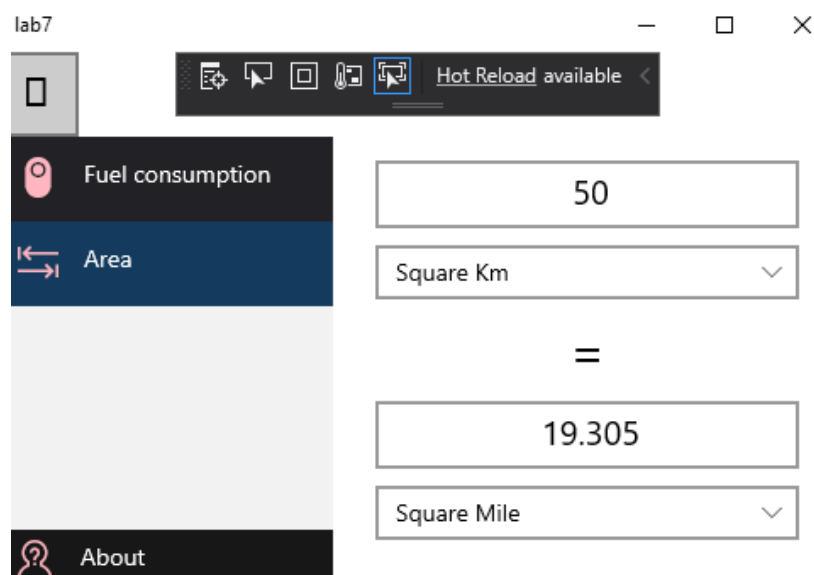 lab7
Hot Reload available
Fuel consumption
Area
About
50
Square Km
=
19.305
Square Mile